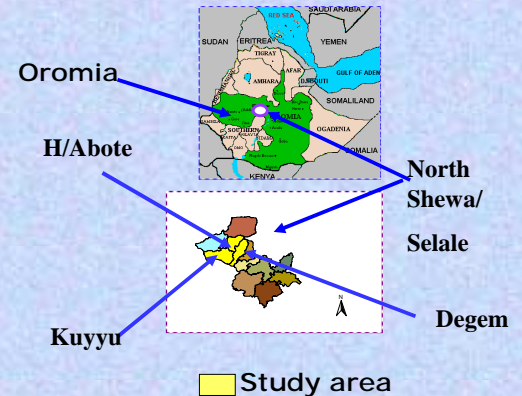 RED SEA
SAUDI ARABIA
SUDAN
ERITREA
YEMEN
TIGRAY
AFAR
DJIBOUTI
GULF OF ADEN
AMHARA
Oromia
SOMALILAND
OGADENIA
SOUTHERN
SOMALIA
KENYA
H/Abote
North
Shewa/
Selale
N
Degem
Kuyyu
Study area